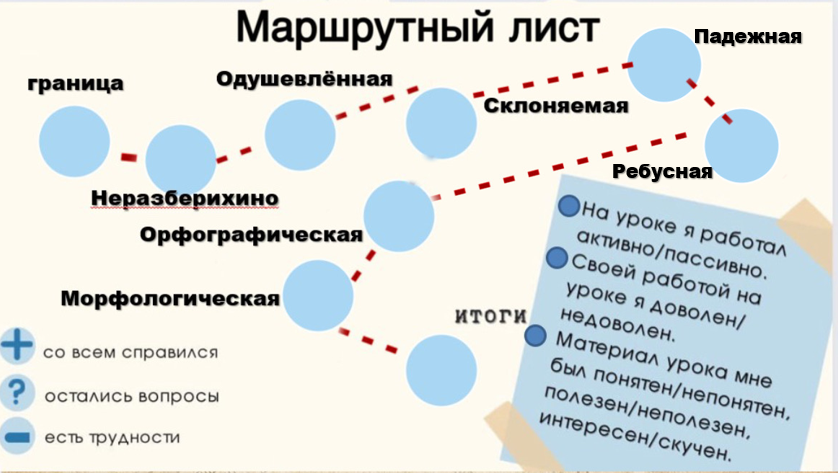 Маршрутный лист
граница
Неразберихино
Одушевлённая
Склоняемая
Падежная
Ребусная
Орфографическая
Морфологическая
итоги
+ со всем справился
? остались вопросы
- есть трудности
На уроке я работал
активно/пассивно.
Своей работой на
уроке я доволен/
недоволен.
Материал урока мне
был понятен/непонятен,
полезен/неполезен,
интересен/скучен.